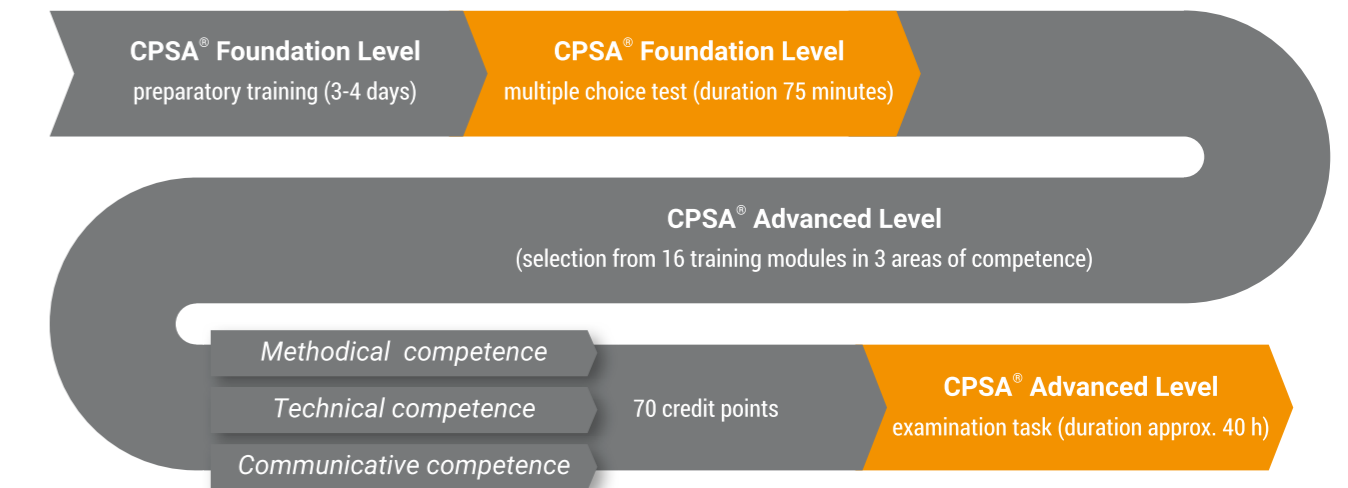 CPSA® Foundation Level
preparatory training (3-4 days)
CPSA® Foundation Level
multiple choice test (duration 75 minutes)
CPSA® Advanced Level
(selection from 16 training modules in 3 areas of competence)
Methodical competence
Technical competence
Communicative competence
70 credit points
CPSA® Advanced Level
examination task (duration approx. 40 h)